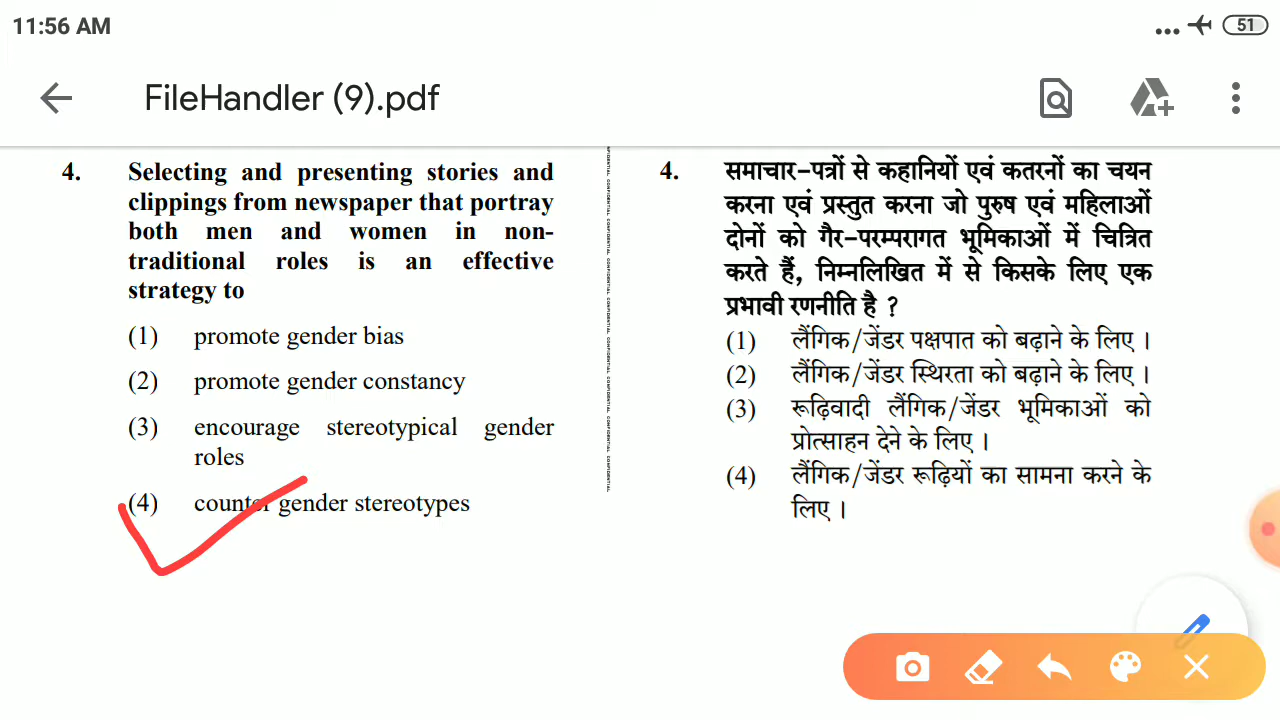 11:56 AM
51
FileHandler (9).pdf
4. Selecting and presenting stories and
clippings from newspaper that portray
both men and women in non-
traditional roles is an effective
strategy to
(1) promote gender bias
(2) promote gender constancy
(3) encourage stereotypical gender
roles
(4) counter gender stereotypes
4. समाचार-पत्रों से कहानियों एवं कतरनों का चयन
करना एवं प्रस्तुत करना जो पुरुष एवं महिलाओं
दोनों को गैर-परम्परागत भूमिकाओं में चित्रित
करते हैं, निम्नलिखित में से किसके लिए एक
प्रभावी रणनीति है ?
(1) लैंगिक/जेंडर पक्षपात को बढ़ाने के लिए ।
(2) लैंगिक/जेंडर स्थिरता को बढ़ाने के लिए ।
(3) रूढ़िवादी लैंगिक/जेंडर भूमिकाओं को
प्रोत्साहन देने के लिए ।
(4) लैंगिक/जेंडर रूढ़ियों का सामना करने के
लिए ।